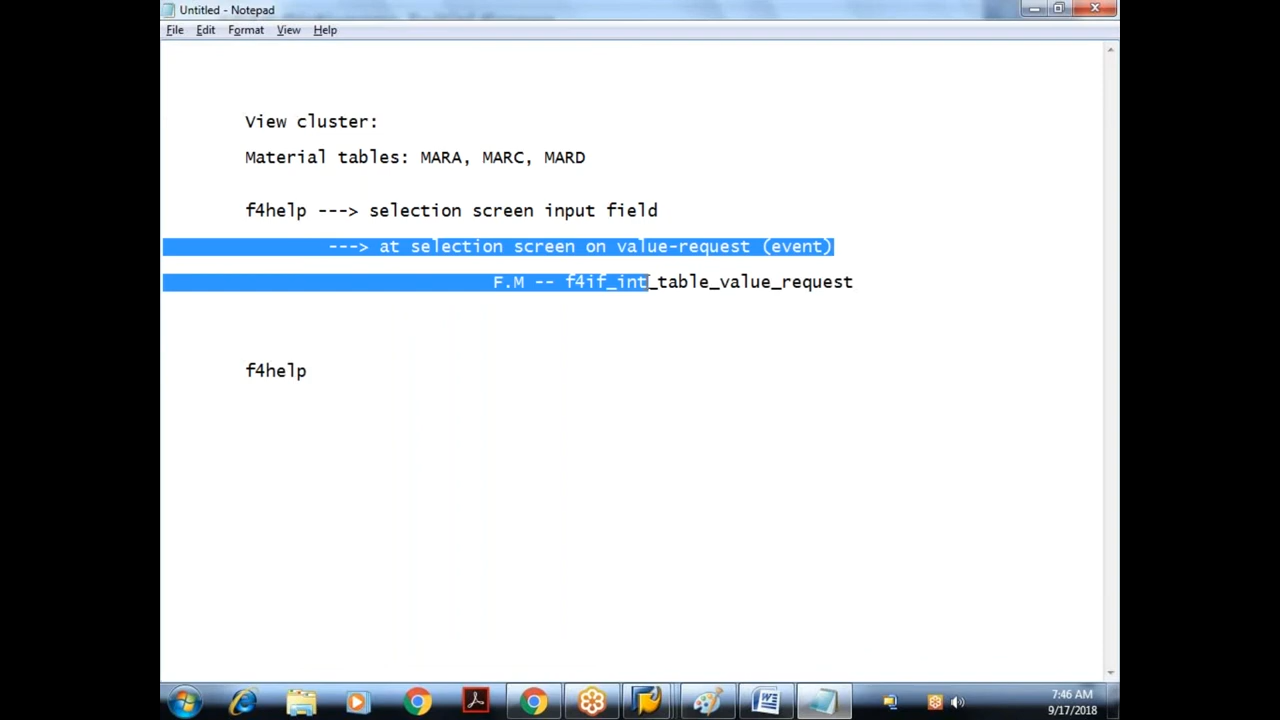 Untitled - Notepad
File Edit Format View Help
View cluster:
Material tables: MARA, MARC, MARD
f4help ---> selection screen input field
---> at selection screen on value-request (event)
F.M -- f4if_int_table_value_request
f4help
7:46 AM
9/17/2018